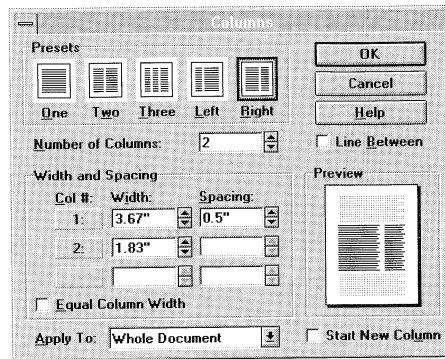 Columns
Presets
OK
Cancel
Help
One Two Three Left Right
Number of Columns: 2
Line Between
Width and Spacing
Preview
Col #: Width: Spacing:
1: 3.67" 0.5"
2: 1.83"
Equal Column Width
Apply To: Whole Document
Start New Column